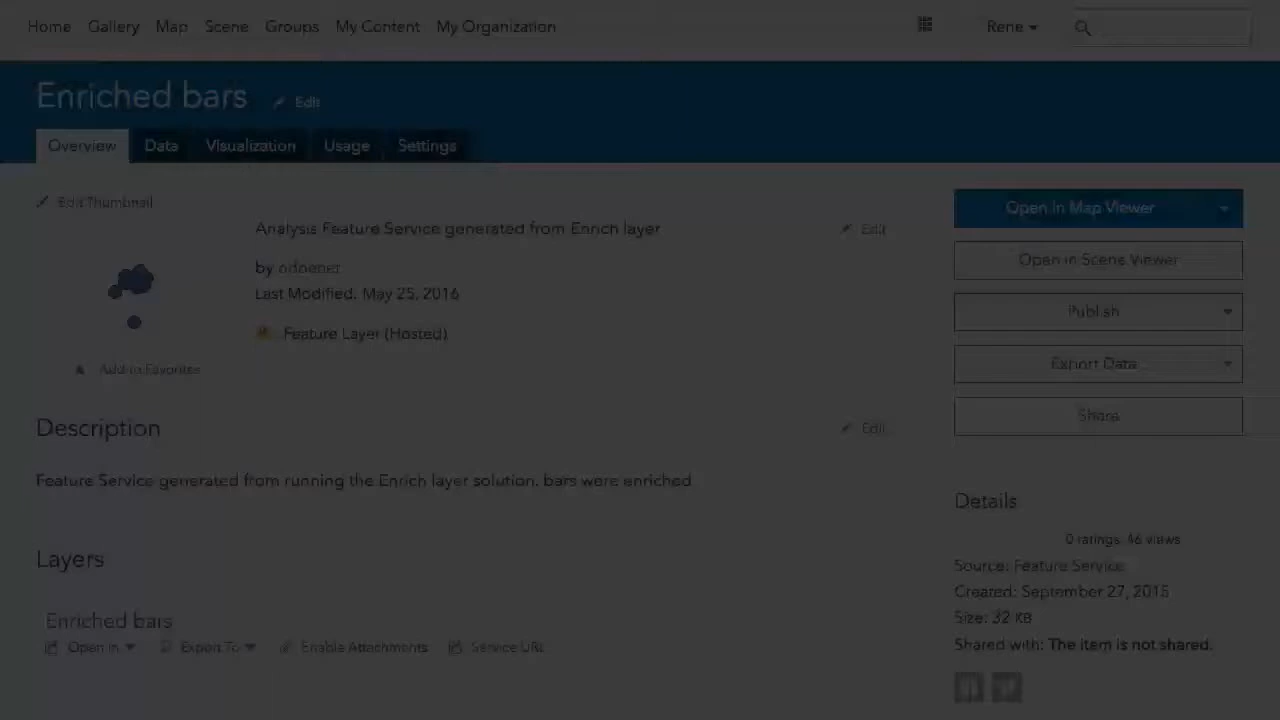 Home Gallery Map Scene Groups My Content My Organization Rene
Enriched bars Edit
Overview Data Visualization Usage Settings
Edit Thumbnail
Analysis Feature Service generated from Enrich layer Edit
by odoener
Last Modified: May 25, 2016
Feature Layer (Hosted)
Add to Favorites
Description Edit
Feature Service generated from running the Enrich layer solution. bars were enriched.
Layers
Enriched bars
Open In Export To Enable Attachments Service URL
Open in Map Viewer
Open in Scene Viewer
Publish
Export Data
Share
Details
0 ratings, 46 views
Source: Feature Service
Created: September 27, 2015
Size: 32 KB
Shared with: The item is not shared.